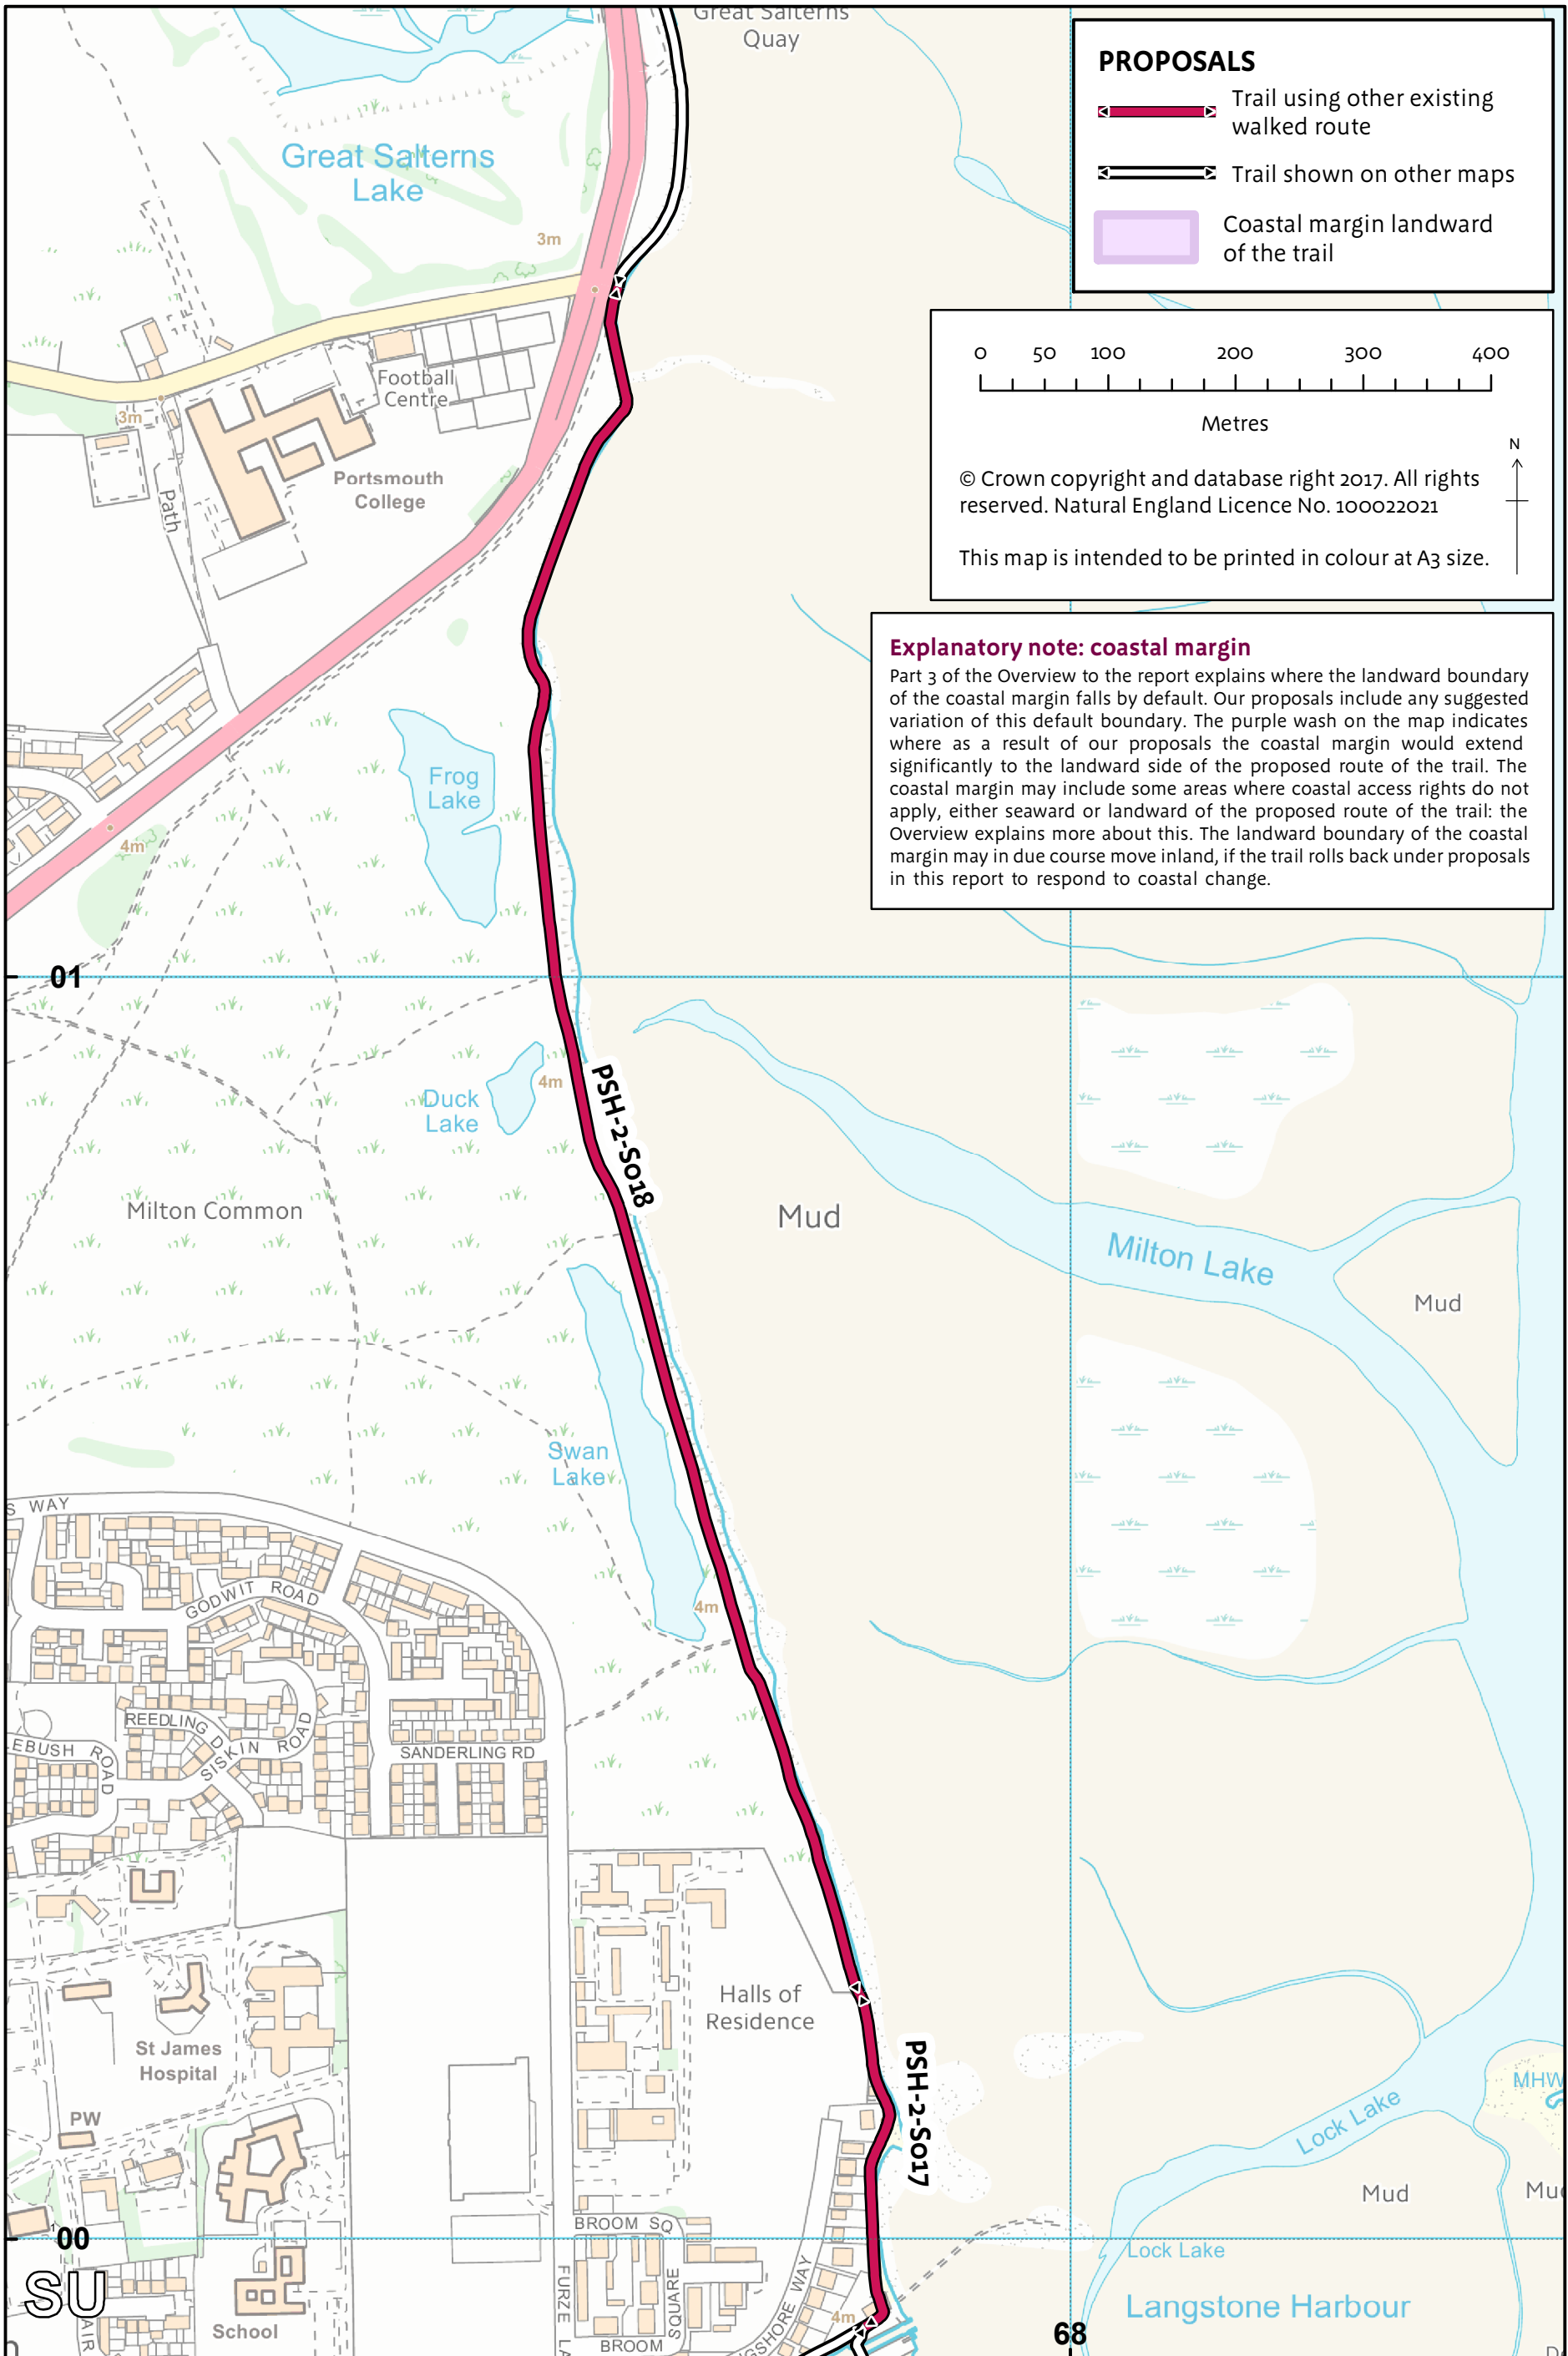 Great Salterns
Quay
PROPOSALS
Trail using other existing
walked route
Trail shown on other maps
Coastal margin landward
of the trail
0 50 100 200 300 400
Metres
N
© Crown copyright and database right 2017. All rights
reserved. Natural England Licence No. 100022021
This map is intended to be printed in colour at A3 size.
Explanatory note: coastal margin
Part 3 of the Overview to the report explains where the landward boundary
of the coastal margin falls by default. Our proposals include any suggested
variation of this default boundary. The purple wash on the map indicates
where as a result of our proposals the coastal margin would extend
significantly to the landward side of the proposed route of the trail. The
coastal margin may include some areas where coastal access rights do not
apply, either seaward or landward of the proposed route of the trail: the
Overview explains more about this. The landward boundary of the coastal
margin may in due course move inland, if the trail rolls back under proposals
in this report to respond to coastal change.
Great Salterns
Lake
3m
Football
Centre
3m
Path
Portsmouth
College
Frog
Lake
4m
01
Duck
Lake
4m
PSH-2-S018
Milton Common
Mud
Milton Lake
Mud
Swan
Lake
S WAY
GODWIT ROAD
4m
REEDLING D
SISKIN ROAD
LEBUSH ROAD
SANDERLING RD
Halls of
Residence
St James
Hospital
PSH-2-S017
MHW
PW
Lock Lake
Mud
Mud
00
BROOM SQ
Lock Lake
SU
FURZE LA
BROOM SQUARE
GSHORE WAY
4m
Langstone Harbour
School
AIR
68